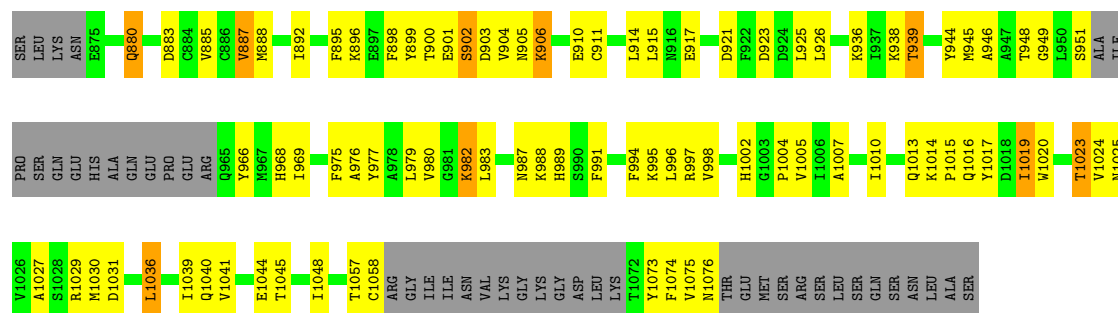 SER LEU LYS ASN E875 Q880 D883 C884 V885 C886 V887 M888 I892 F895 K896 E897 F898 Y899 T900 E901 S902 D903 V904 N905 K906 E910 C911 L914 L915 N916 E917 D921 F922 D923 D924 L925 L926 K936 I937 K938 T939 Y944 M945 A946 A947 T948 G949 L950 S951 ALA ILE
PRO SER GLN GLU HIS ALA GLN GLU PRO GLU ARG Q965 Y966 M967 H968 I969 F975 A976 Y977 A978 L979 V980 G981 K982 L983 N987 K988 H989 S990 F991 F994 K995 L996 R997 V998 H1002 G1003 P1004 V1005 I1006 A1007 I1010 Q1013 K1014 P1015 Q1016 Y1017 D1018 I1019 W1020 T1023 V1024 N1025
V1026 A1027 S1028 R1029 M1030 D1031 L1036 I1039 Q1040 V1041 E1044 T1045 I1048 T1057 C1058 ARG GLY ILE ILE ASN VAL LYS GLY LYS GLY ASP LEU LYS T1072 Y1073 F1074 V1075 N1076 THR GLU MET SER ARG SER LEU SER GLN SER ASN LEU ALA SER